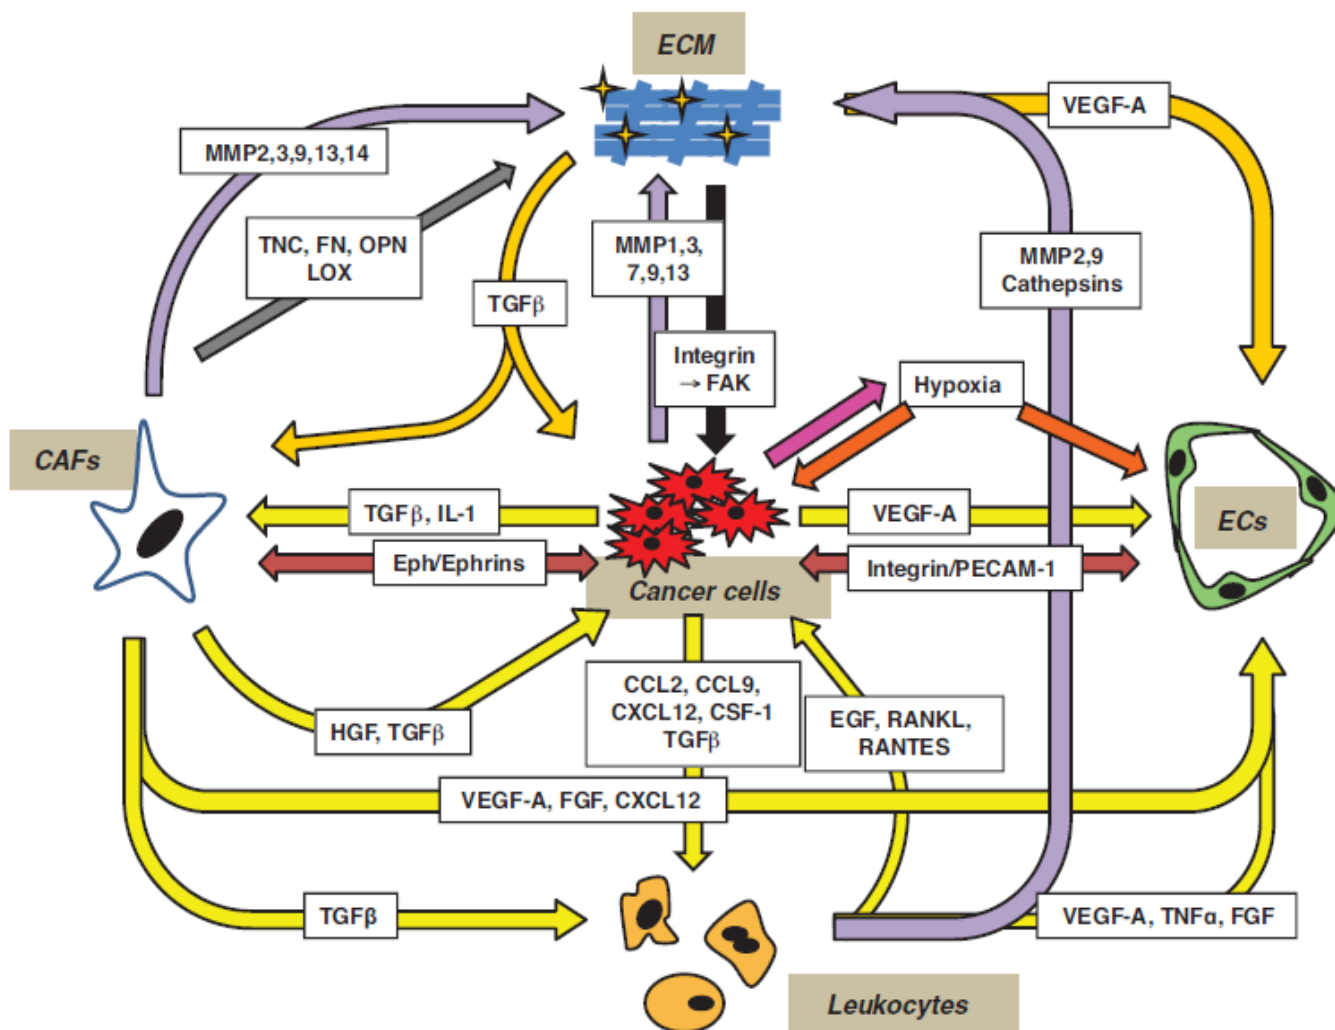 ECM
VEGF-A
MMP2,3,9,13,14
TNC, FN, OPN
LOX
MMP1,3,
7,9,13
MMP2,9
Cathepsins
TGFβ
Integrin
→ FAK
Hypoxia
CAFs
TGFβ, IL-1
VEGF-A
ECs
Eph/Ephrins
Integrin/PECAM-1
Cancer cells
CCL2, CCL9,
CXCL12, CSF-1
TGFβ
EGF, RANKL,
RANTES
HGF, TGFβ
VEGF-A, FGF, CXCL12
TGFβ
VEGF-A, TNFα, FGF
Leukocytes